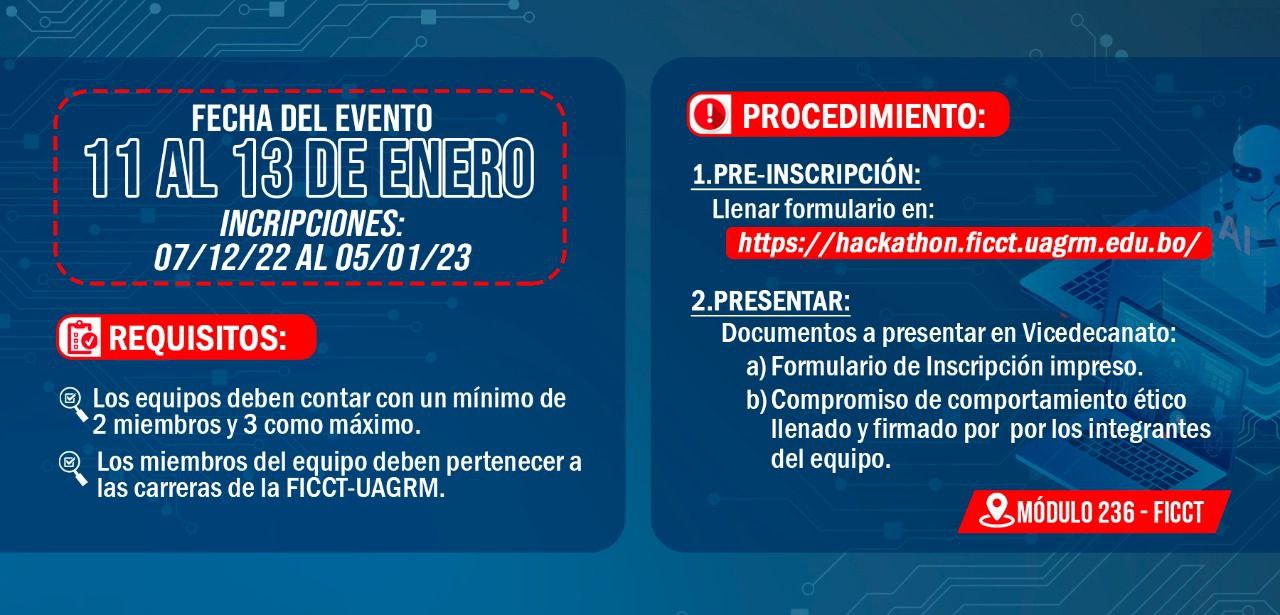 FECHA DEL EVENTO
11 AL 13 DE ENERO
INCRIPCIONES:
07/12/22 AL 05/01/23
REQUISITOS:
Los equipos deben contar con un mínimo de
2 miembros y 3 como máximo.
Los miembros del equipo deben pertenecer a
las carreras de la FICCT-UAGRM.
PROCEDIMIENTO:
1.PRE-INSCRIPCIÓN:
Llenar formulario en:
https://hackathon.ficct.uagrm.edu.bo/
2.PRESENTAR:
Documentos a presentar en Vicedecanato:
a) Formulario de Inscripción impreso.
b) Compromiso de comportamiento ético
llenado y firmado por por los integrantes
del equipo.
AI
MÓDULO 236 - FICCT